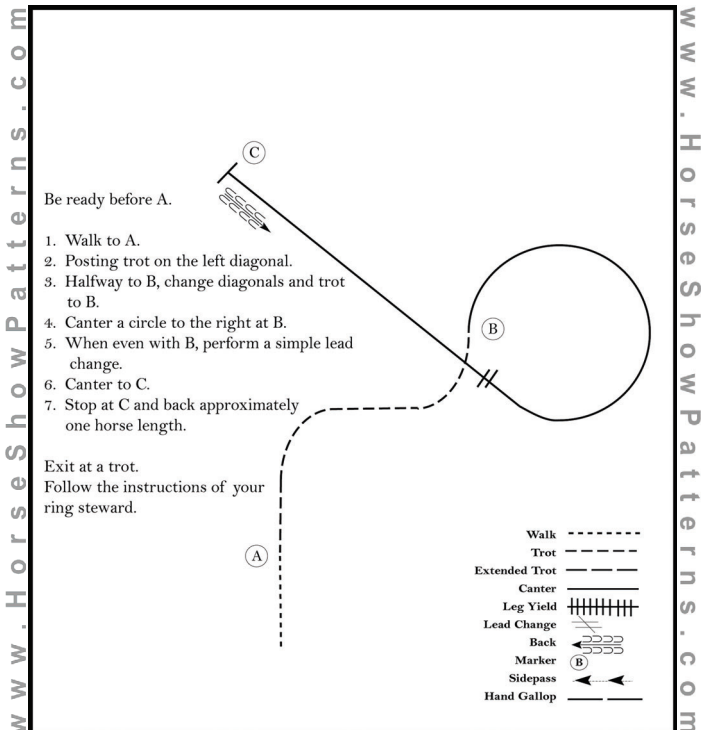 www.HorseShowPatterns.com
C
Be ready before A.
1. Walk to A.
2. Posting trot on the left diagonal.
3. Halfway to B, change diagonals and trot
to B.
4. Canter a circle to the right at B.
5. When even with B, perform a simple lead
change.
6. Canter to C.
7. Stop at C and back approximately
one horse length.
Exit at a trot.
Follow the instructions of your
ring steward.
B
A
Walk
Trot
Extended Trot
Canter
Leg Yield
Lead Change
Back
Marker B
Sidepass
Hand Gallop
www.HorseShowPatterns.com